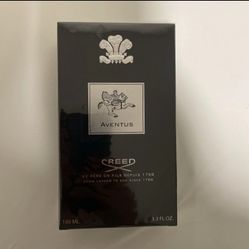 AVENTUS
CREED
DE PÈRE EN FILS DEPUIS 1760
FROM FATHER TO SON SINCE 1760
100 ML
3.3 FL.OZ.